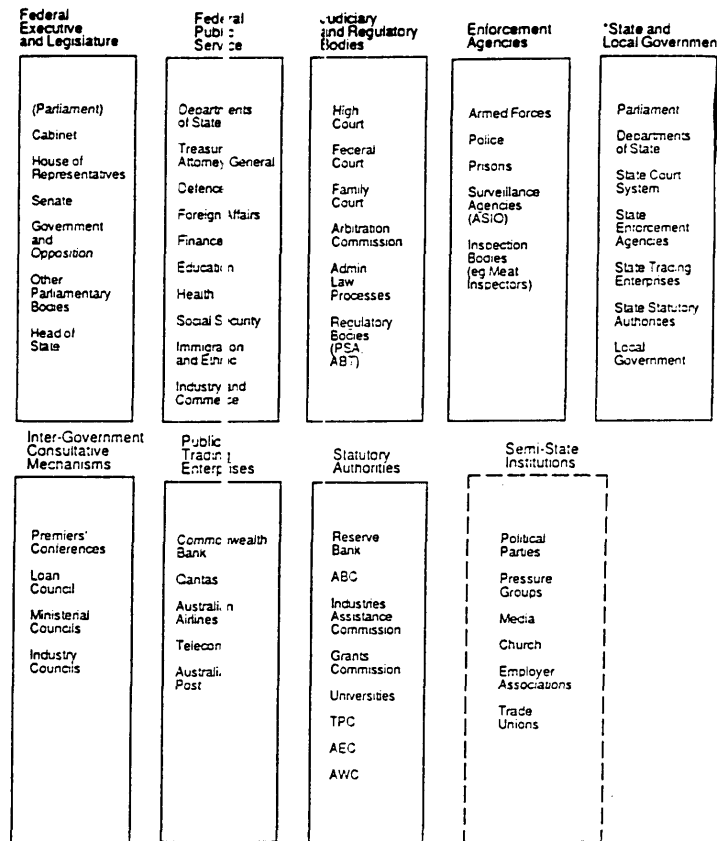 Federal
Executive
and Legislature
(Parliament)
Cabinet
House of
Representatives
Senate
Government
and
Opposition
Other
Parliamentary
Bodies
Head of
State
Federal
Public
Service
Departments
of State
Treasur
Attorney General
Defence
Foreign Affairs
Finance
Education
Health
Social Security
Immigration
and Ethnic
Industry and
Commerce
Judiciary
and Regulatory
Bodies
High
Court
Federal
Court
Family
Court
Arbitration
Commission
Admin
Law
Processes
Regulatory
Bodies
(PSA,
ABT)
Enforcement
Agencies
Armed Forces
Police
Prisons
Surveillance
Agencies
(ASIO)
Inspection
Bodies
(eg Meat
Inspectors)
*State and
Local Governmen
Parliament
Departments
of State
State Court
System
State
Enforcement
Agencies
State Trading
Enterprises
State Statutory
Authorities
Local
Government
Inter-Government
Consultative
Mechanisms
Premiers'
Conferences
Loan
Council
Ministerial
Councils
Industry
Councils
Public
Trading
Enterprises
Commonwealth
Bank
Qantas
Australian
Airlines
Telecom
Australia
Post
Statutory
Authorities
Reserve
Bank
ABC
Industries
Assistance
Commission
Grants
Commission
Universities
TPC
AEC
AWC
Semi-State
Institutions
Political
Parties
Pressure
Groups
Media
Church
Employer
Associations
Trade
Unions